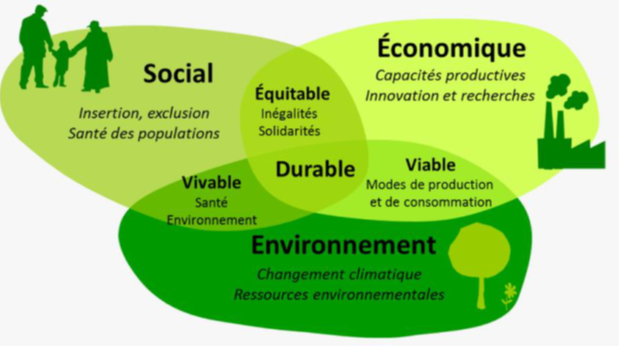 Social
Insertion, exclusion
Santé des populations
Économique
Capacités productives
Innovation et recherches
Équitable
Inégalités
Solidarités
Durable
Viable
Modes de production
et de consommation
Vivable
Santé
Environnement
Environnement
Changement climatique
Ressources environnementales